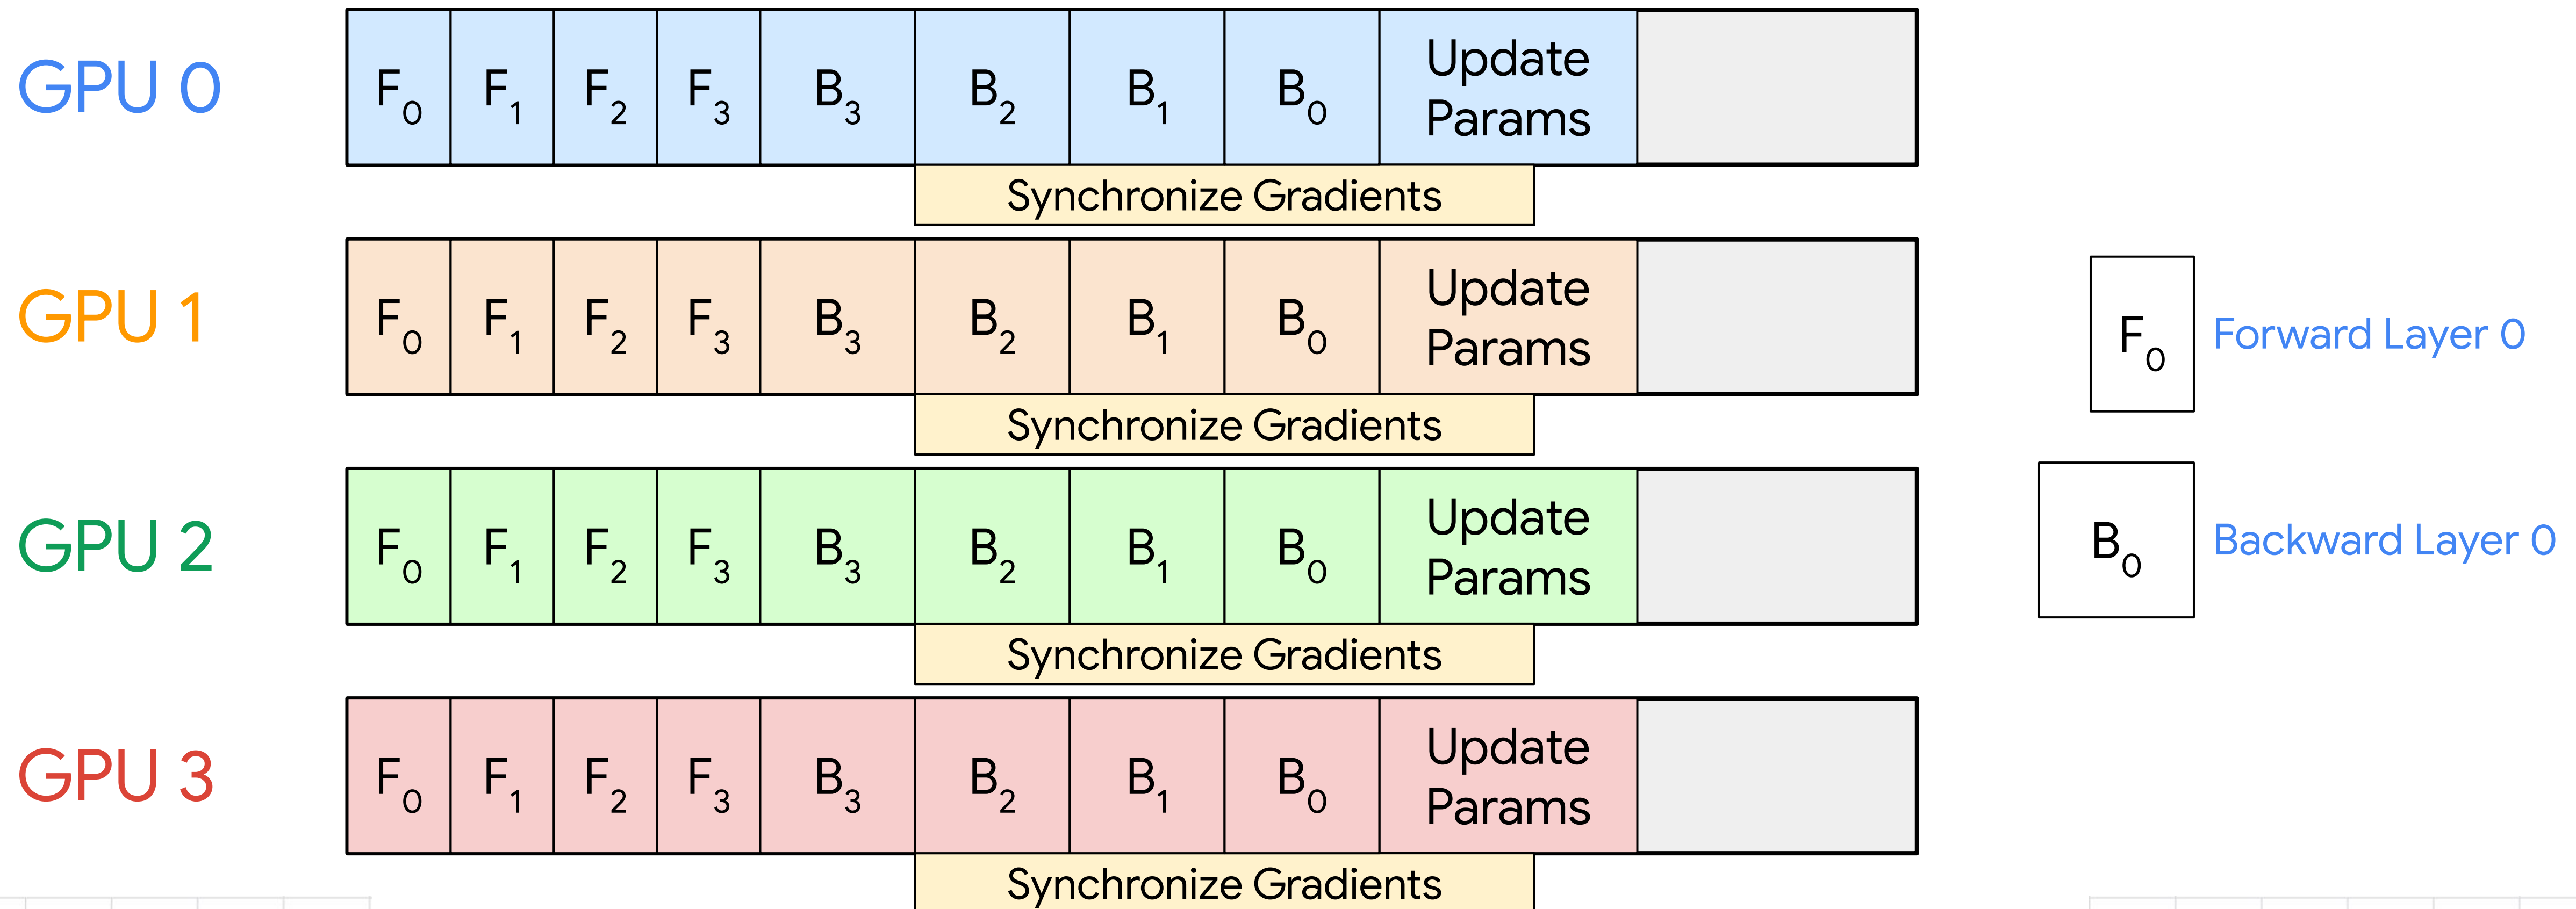 GPU 0
F₀ F₁ F₂ F₃ B₃ B₂ B₁ B₀ Update Params
Synchronize Gradients
GPU 1
F₀ F₁ F₂ F₃ B₃ B₂ B₁ B₀ Update Params
Synchronize Gradients
F₀ Forward Layer 0
GPU 2
F₀ F₁ F₂ F₃ B₃ B₂ B₁ B₀ Update Params
Synchronize Gradients
B₀ Backward Layer 0
GPU 3
F₀ F₁ F₂ F₃ B₃ B₂ B₁ B₀ Update Params
Synchronize Gradients